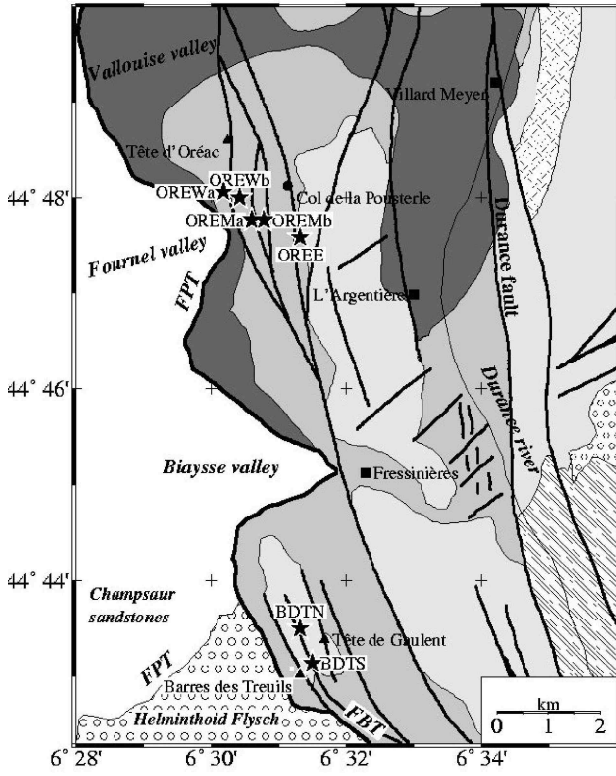 Vallouise valley
Villard Meyer
Tête d'Oréac
OREWb
OREWa
44° 48'
Col de la Pousterle
OREMa
OREMb
Fournel valley
OREE
Durance fault
FPT
L'Argentière
44° 46'
Durance river
Biaysse valley
Fressinières
44° 44'
Champsaur
sandstones
BDTN
Tête de Gaulent
BDTS
FPT
Barres des Treuils
FBT
Helminthoid Flysch
km
0 1 2
6° 28' 6° 30' 6° 32' 6° 34'